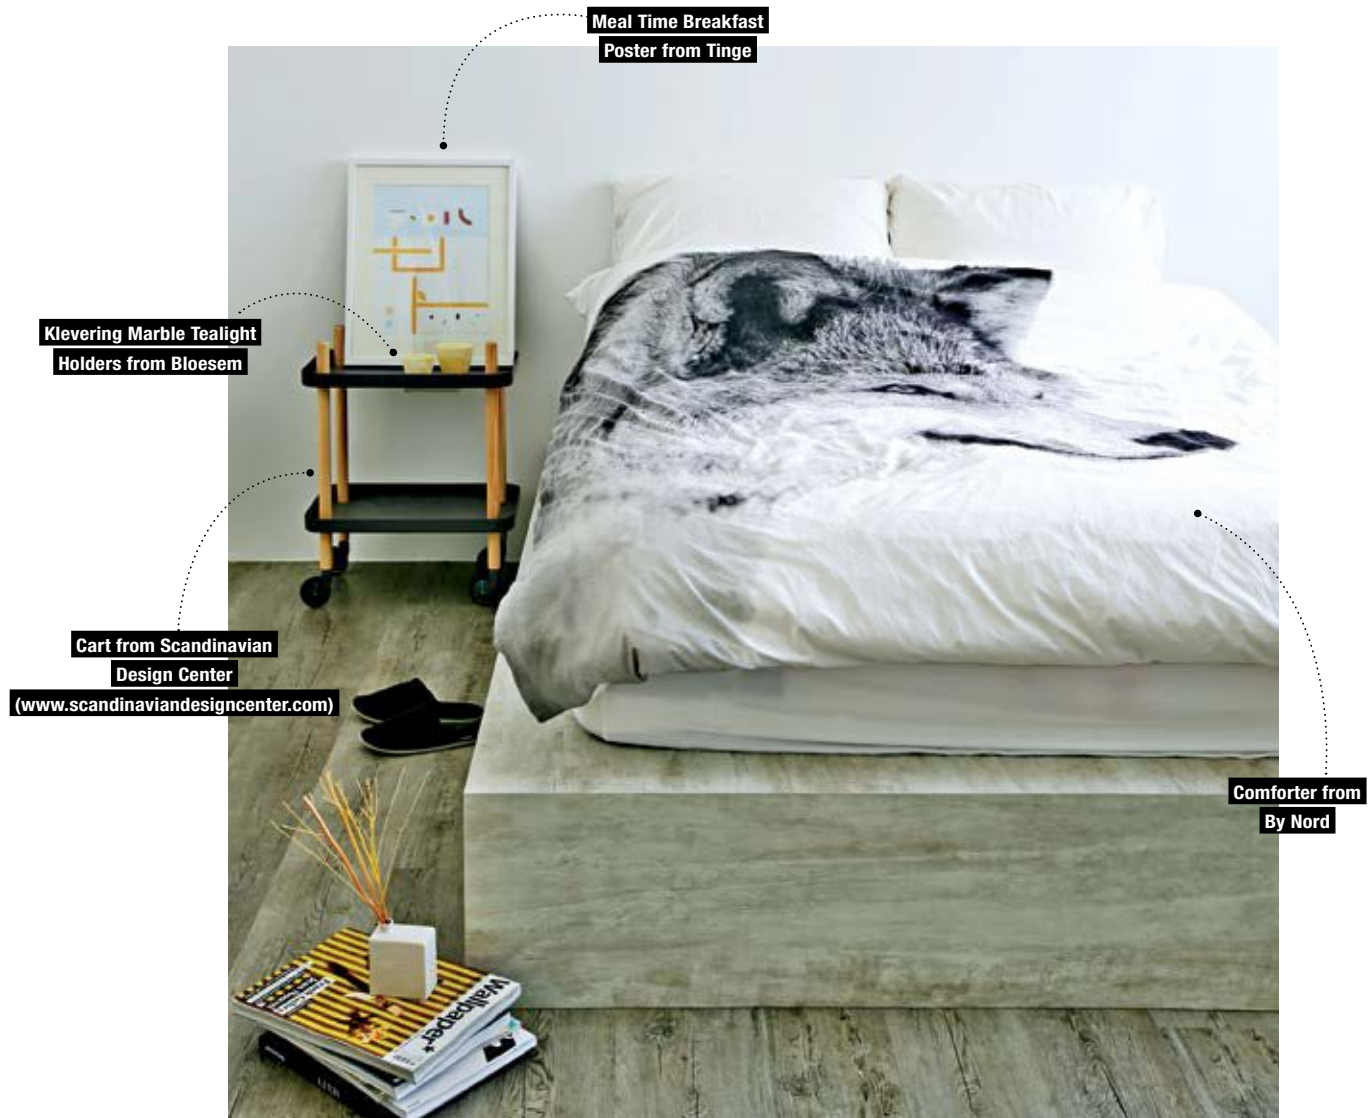 Meal Time Breakfast
Poster from Tinge
Klevering Marble Tealight
Holders from Bloesem
Cart from Scandinavian
Design Center
(www.scandinaviandesigncenter.com)
Comforter from
By Nord
Wallpaper*